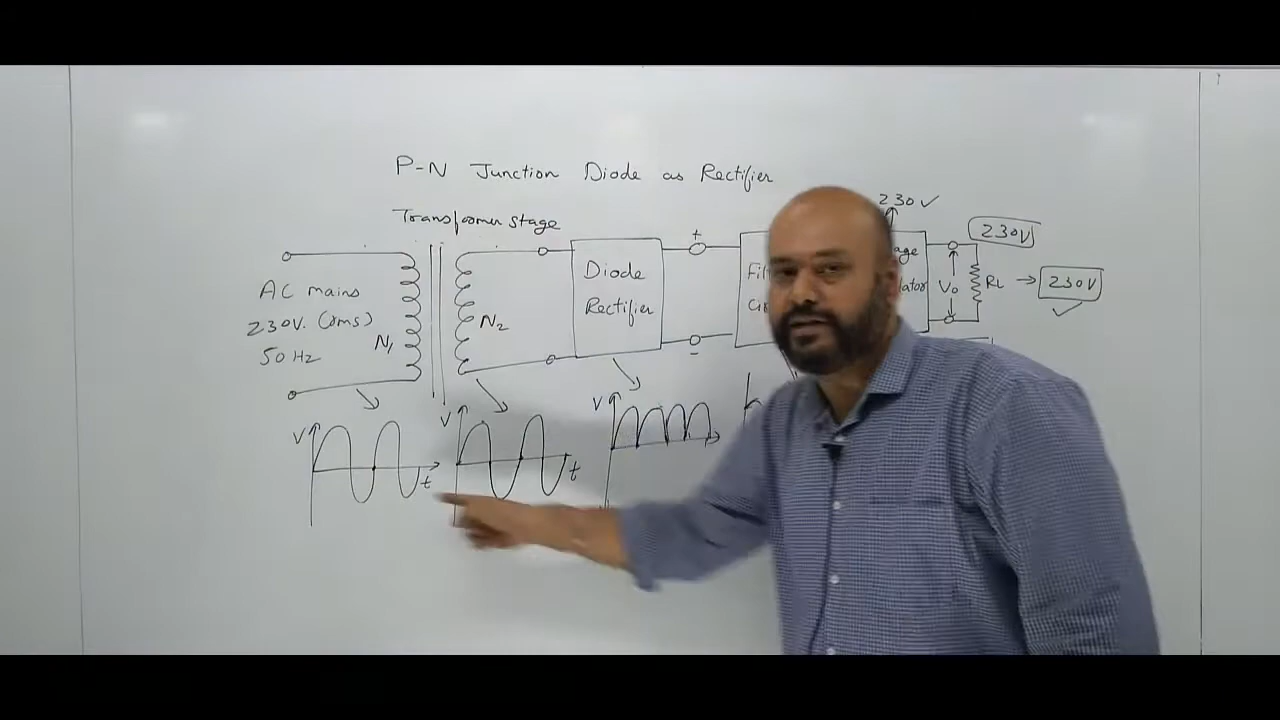 P-N Junction Diode as Rectifier
Transformer stage
230V
230V
AC mains
230V. (rms)
50 Hz
N1
N2
Diode
Rectifier
+
-
Vo
RL
→ 230V
V
t
V
t
V